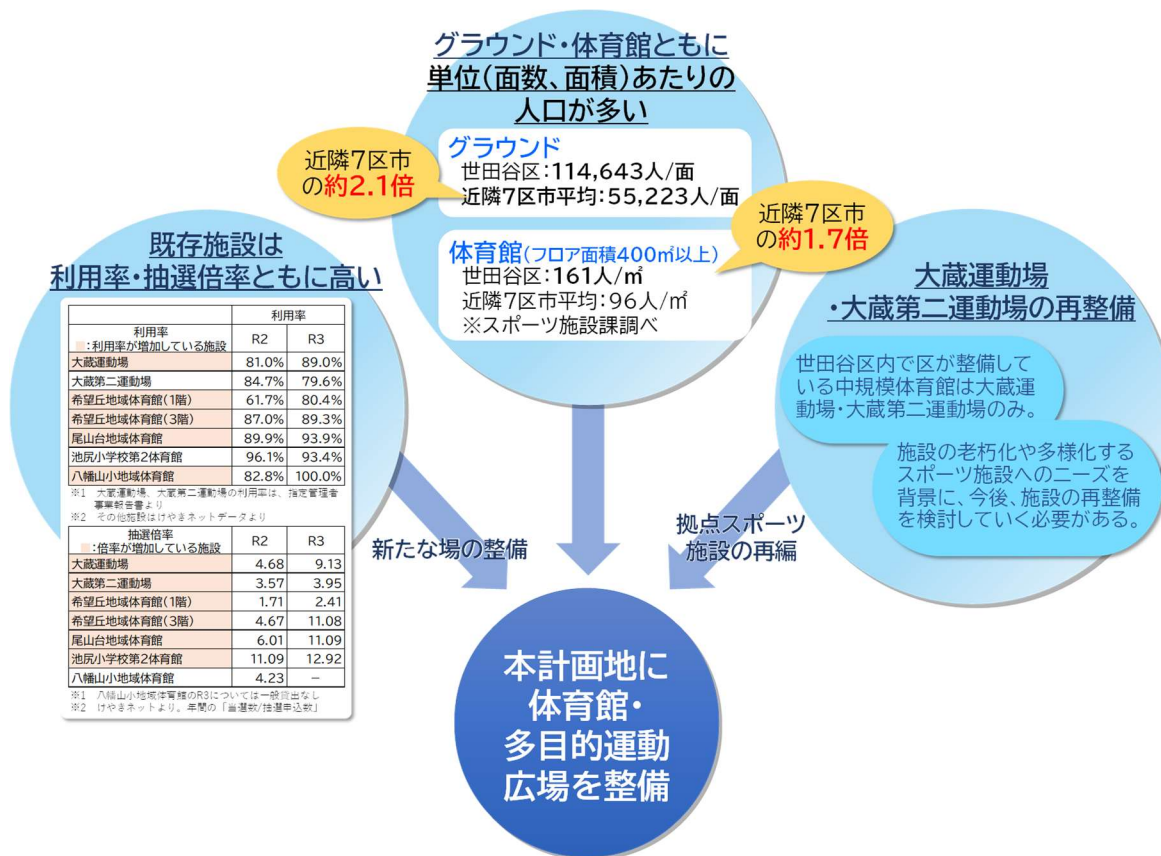 グラウンド・体育館ともに
単位(面数、面積)あたりの
人口が多い
グラウンド
世田谷区:114,643人/面
近隣7区市平均:55,223人/面
近隣7区市
の約2.1倍
体育館(フロア面積400㎡以上)
世田谷区:161人/㎡
近隣7区市平均:96人/㎡
※スポーツ施設課調べ
近隣7区市
の約1.7倍
既存施設は
利用率・抽選倍率ともに高い
利用率
利用率 R2 R3
:利用率が増加している施設
大蔵運動場 81.0% 89.0%
大蔵第二運動場 84.7% 79.6%
希望丘地域体育館(1階) 61.7% 80.4%
希望丘地域体育館(3階) 87.0% 89.3%
尾山台地域体育館 89.9% 93.9%
池尻小学校第2体育館 96.1% 93.4%
八幡山小地域体育館 82.8% 100.0%
※1 大蔵運動場、大蔵第二運動場の利用率は、指定管理者
事業報告書より
※2 その他施設はけやきネットデータより
抽選倍率 R2 R3
:倍率が増加している施設
大蔵運動場 4.68 9.13
大蔵第二運動場 3.57 3.95
希望丘地域体育館(1階) 1.71 2.41
希望丘地域体育館(3階) 4.67 11.08
尾山台地域体育館 6.01 11.09
池尻小学校第2体育館 11.09 12.92
八幡山小地域体育館 4.23 －
※1 八幡山小地域体育館のR3については一般貸出なし
※2 けやきネットより。年間の「当選数/抽選申込数」
大蔵運動場
・大蔵第二運動場の再整備
世田谷区内で区が整備して
いる中規模体育館は大蔵運
動場・大蔵第二運動場のみ。
施設の老朽化や多様化する
スポーツ施設へのニーズを
背景に、今後、施設の再整備
を検討していく必要がある。
新たな場の整備
拠点スポーツ
施設の再編
本計画地に
体育館・
多目的運動
広場を整備